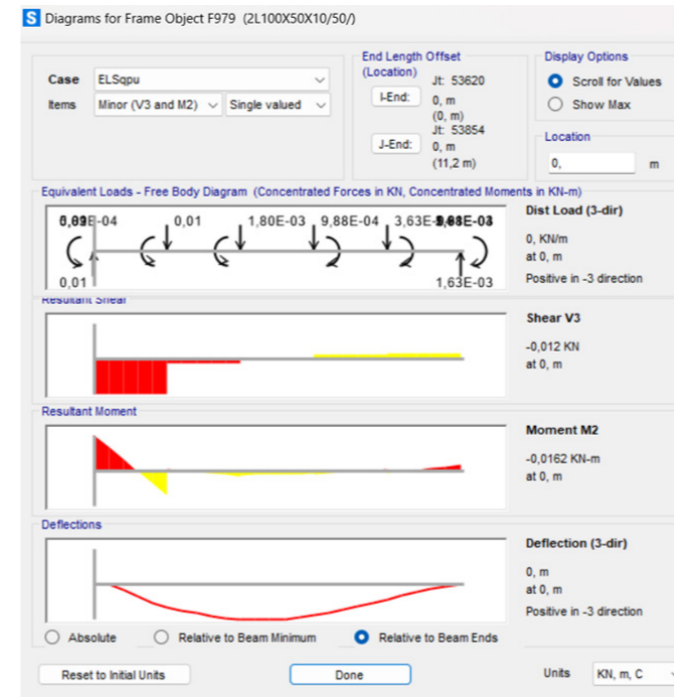 S Diagrams for Frame Object F979 (2L100X50X10/50/)
Case ELSqpu
Items Minor (V3 and M2) Single valued
End Length Offset
(Location)
Jt: 53620
I-End: 0, m
(0, m)
Jt: 53854
J-End: 0, m
(11,2 m)
Display Options
Scroll for Values
Show Max
Location
0, m
Equivalent Loads - Free Body Diagram (Concentrated Forces in KN, Concentrated Moments in KN-m)
0,01 1,80E-03 9,88E-04
0,01 1,63E-03
Dist Load (3-dir)
0, KN/m
at 0, m
Positive in -3 direction
Resultant Shear
Shear V3
-0,012 KN
at 0, m
Resultant Moment
Moment M2
-0,0162 KN-m
at 0, m
Deflections
Deflection (3-dir)
0, m
at 0, m
Positive in -3 direction
Absolute Relative to Beam Minimum Relative to Beam Ends
Reset to Initial Units Done Units KN, m, C